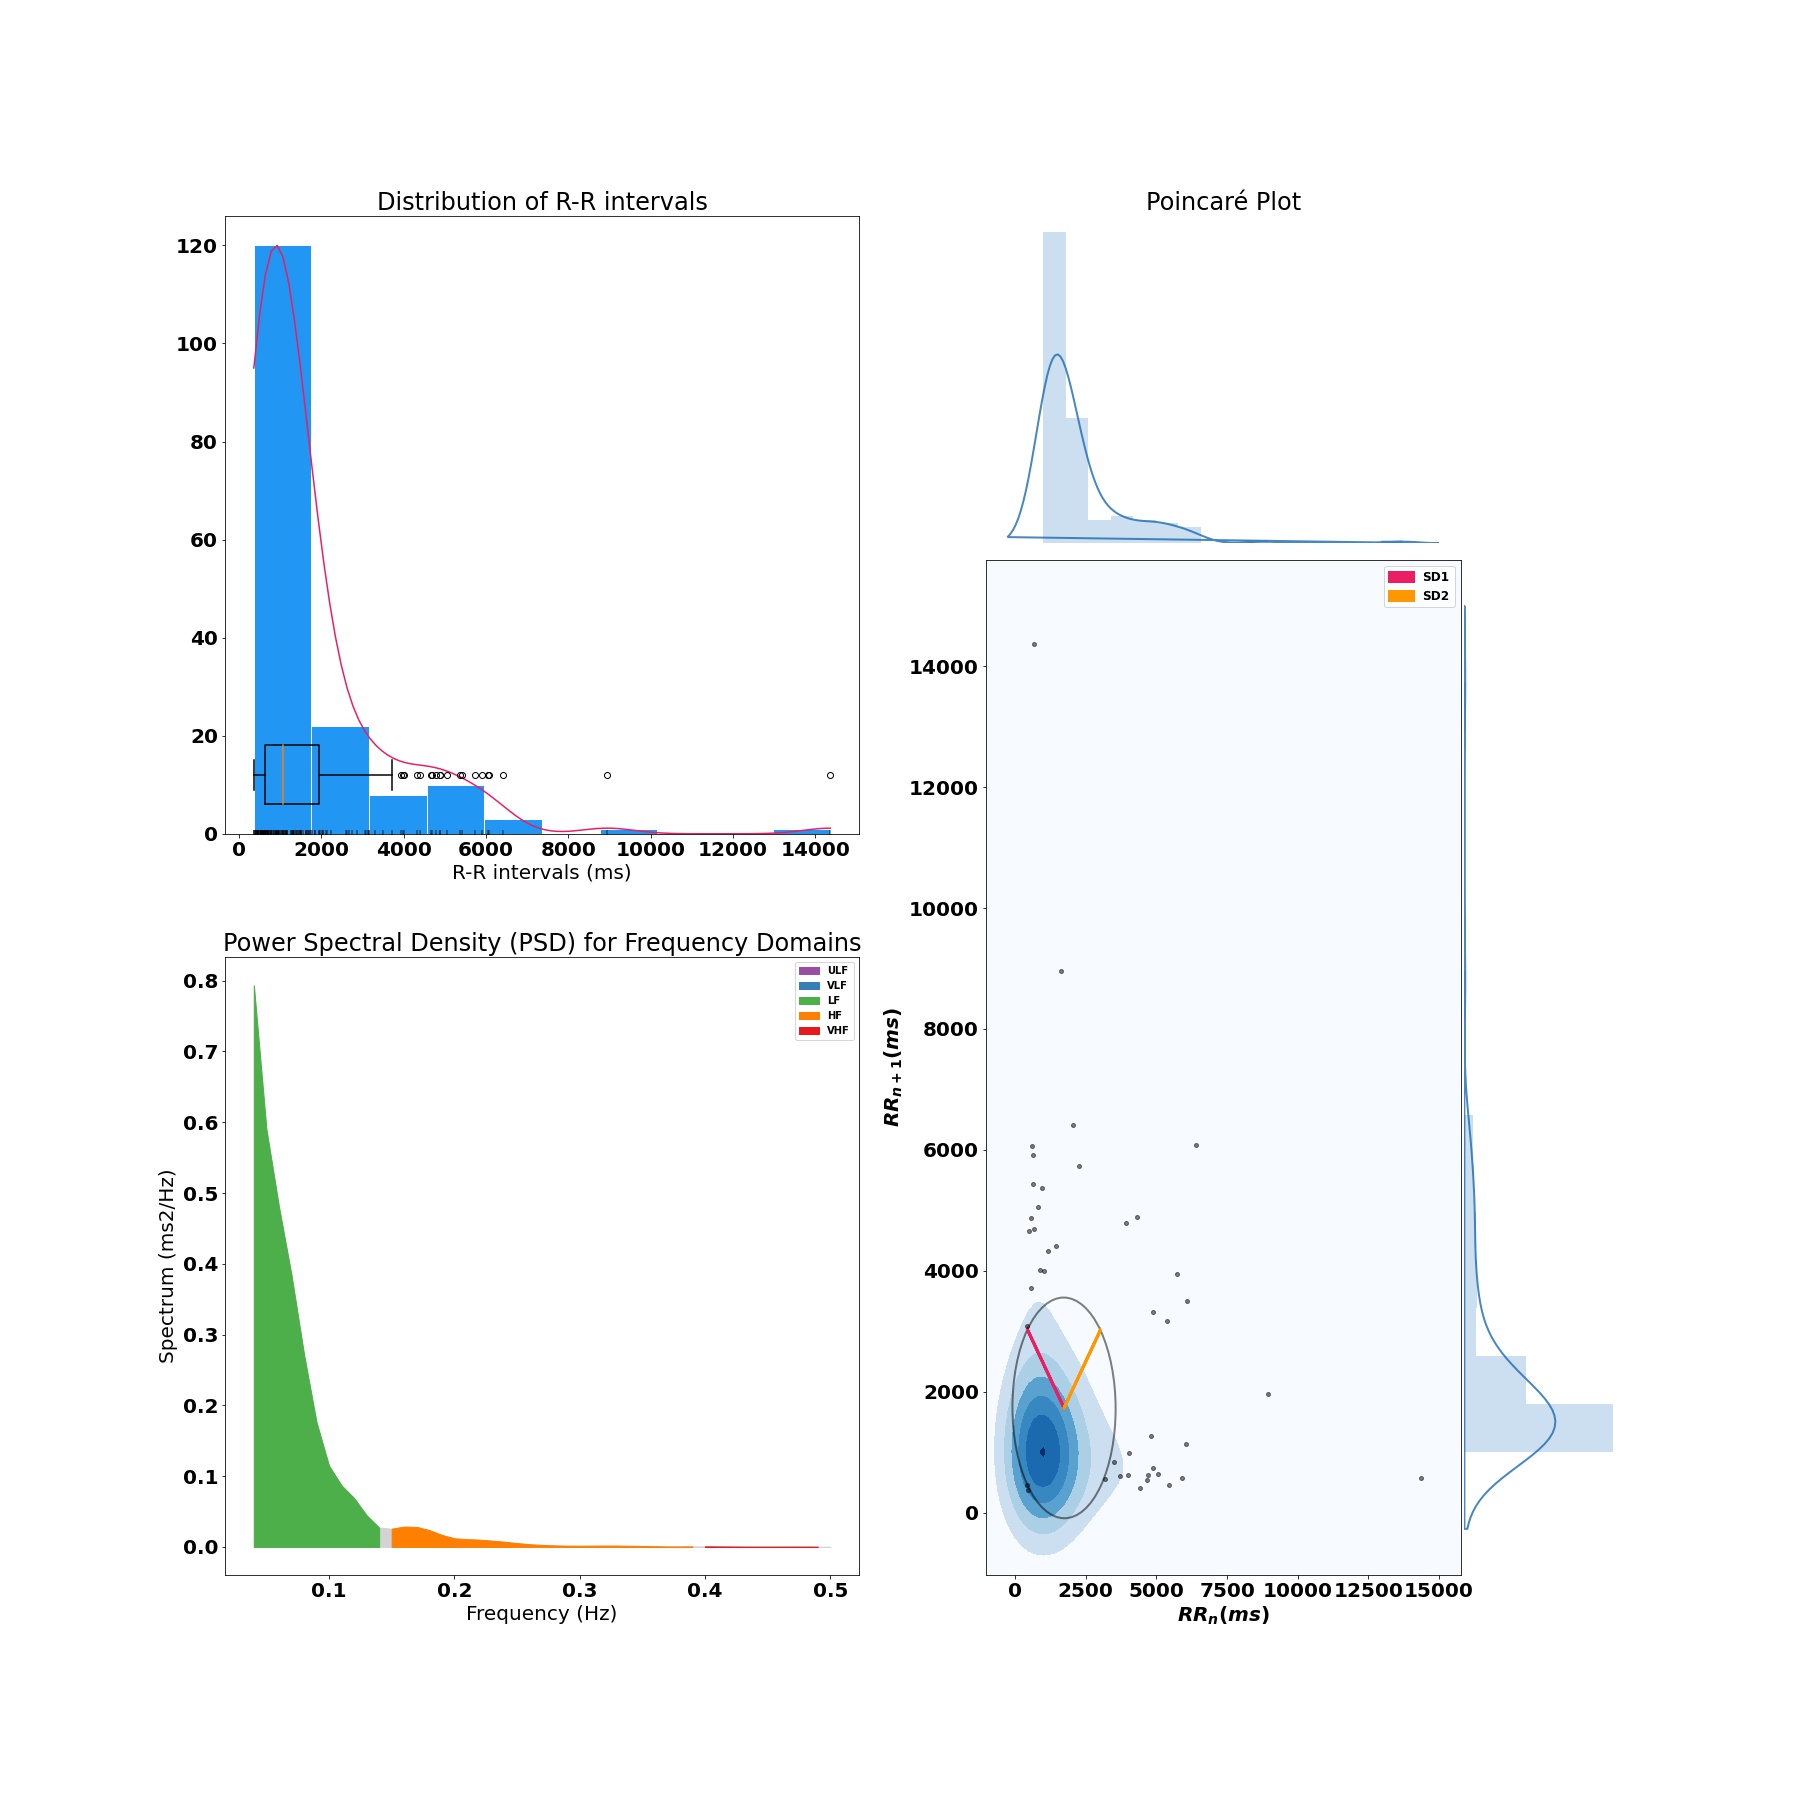 Distribution of R-R intervals
120
100
80
60
40
20
0
0 2000 4000 6000 8000 10000 12000 14000
R-R intervals (ms)
Power Spectral Density (PSD) for Frequency Domains
ULF
VLF
LF
HF
VHF
Spectrum (ms2/Hz)
0.8
0.7
0.6
0.5
0.4
0.3
0.2
0.1
0.0
0.1 0.2 0.3 0.4 0.5
Frequency (Hz)
Poincaré Plot
SD1
SD2
RRn+1(ms)
14000
12000
10000
8000
6000
4000
2000
0
0 2500 5000 7500 10000 12500 15000
RRn(ms)